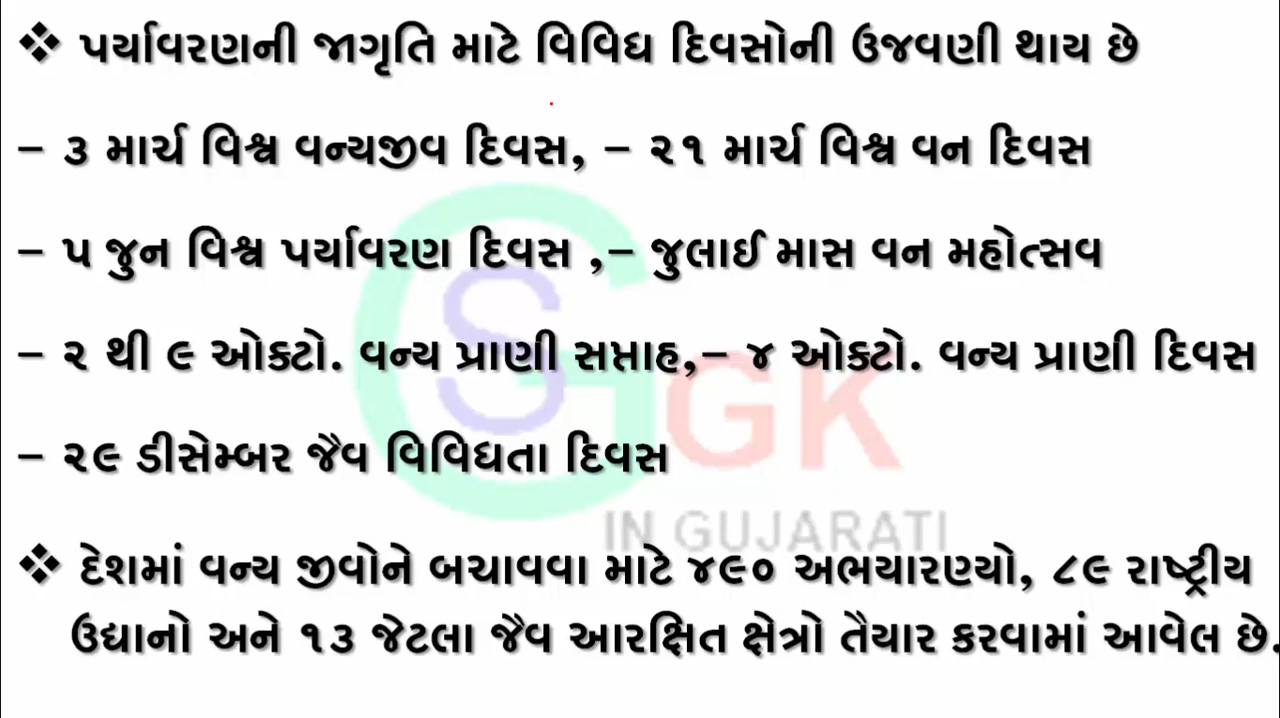 ❖ પર્યાવરણની જાગૃતિ માટે વિવિધ દિવસોની ઉજવણી થાય છે
– ૩ માર્ચ વિશ્વ વન્યજીવ દિવસ, – ૨૧ માર્ચ વિશ્વ વન દિવસ
– ૫ જુન વિશ્વ પર્યાવરણ દિવસ ,– જુલાઈ માસ વન મહોત્સવ
– ૨ થી ૯ ઓક્ટો. વન્ય પ્રાણી સપ્તાહ,– ૪ ઓક્ટો. વન્ય પ્રાણી દિવસ
– ૨૯ ડીસેમ્બર જૈવ વિવિધતા દિવસ
❖ દેશમાં વન્ય જીવોને બચાવવા માટે ૪૯૦ અભયારણ્યો, ૮૯ રાષ્ટ્રીય
ઉદ્યાનો અને ૧૩ જેટલા જૈવ આરક્ષિત ક્ષેત્રો તૈયાર કરવામાં આવેલ છે.
GS GK
IN GUJARATI